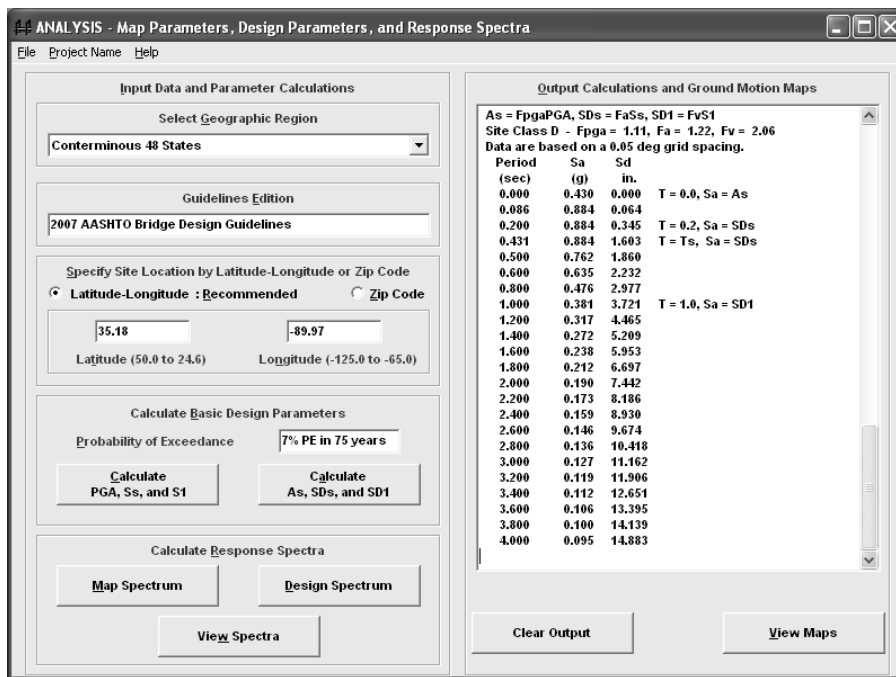 ANALYSIS - Map Parameters, Design Parameters, and Response Spectra
File Project Name Help
Input Data and Parameter Calculations
Select Geographic Region
Conterminous 48 States
Guidelines Edition
2007 AASHTO Bridge Design Guidelines
Specify Site Location by Latitude-Longitude or Zip Code
Latitude-Longitude : Recommended Zip Code
35.18 -89.97
Latitude (50.0 to 24.6) Longitude (-125.0 to -65.0)
Calculate Basic Design Parameters
Probability of Exceedance 7% PE in 75 years
Calculate
PGA, Ss, and S1
Calculate
As, SDs, and SD1
Calculate Response Spectra
Map Spectrum Design Spectrum
View Spectra
Output Calculations and Ground Motion Maps
As = FpgaPGA, SDs = FaSs, SD1 = FvS1
Site Class D - Fpga = 1.11, Fa = 1.22, Fv = 2.06
Data are based on a 0.05 deg grid spacing.
Period Sa Sd
(sec) (g) in.
0.000 0.430 0.000 T = 0.0, Sa = As
0.086 0.884 0.064
0.200 0.884 0.345 T = 0.2, Sa = SDs
0.431 0.884 1.603 T = Ts, Sa = SDs
0.500 0.762 1.860
0.600 0.635 2.232
0.800 0.476 2.977
1.000 0.381 3.721 T = 1.0, Sa = SD1
1.200 0.317 4.465
1.400 0.272 5.209
1.600 0.238 5.953
1.800 0.212 6.697
2.000 0.190 7.442
2.200 0.173 8.186
2.400 0.159 8.930
2.600 0.146 9.674
2.800 0.136 10.418
3.000 0.127 11.162
3.200 0.119 11.906
3.400 0.112 12.651
3.600 0.106 13.395
3.800 0.100 14.139
4.000 0.095 14.883
Clear Output View Maps